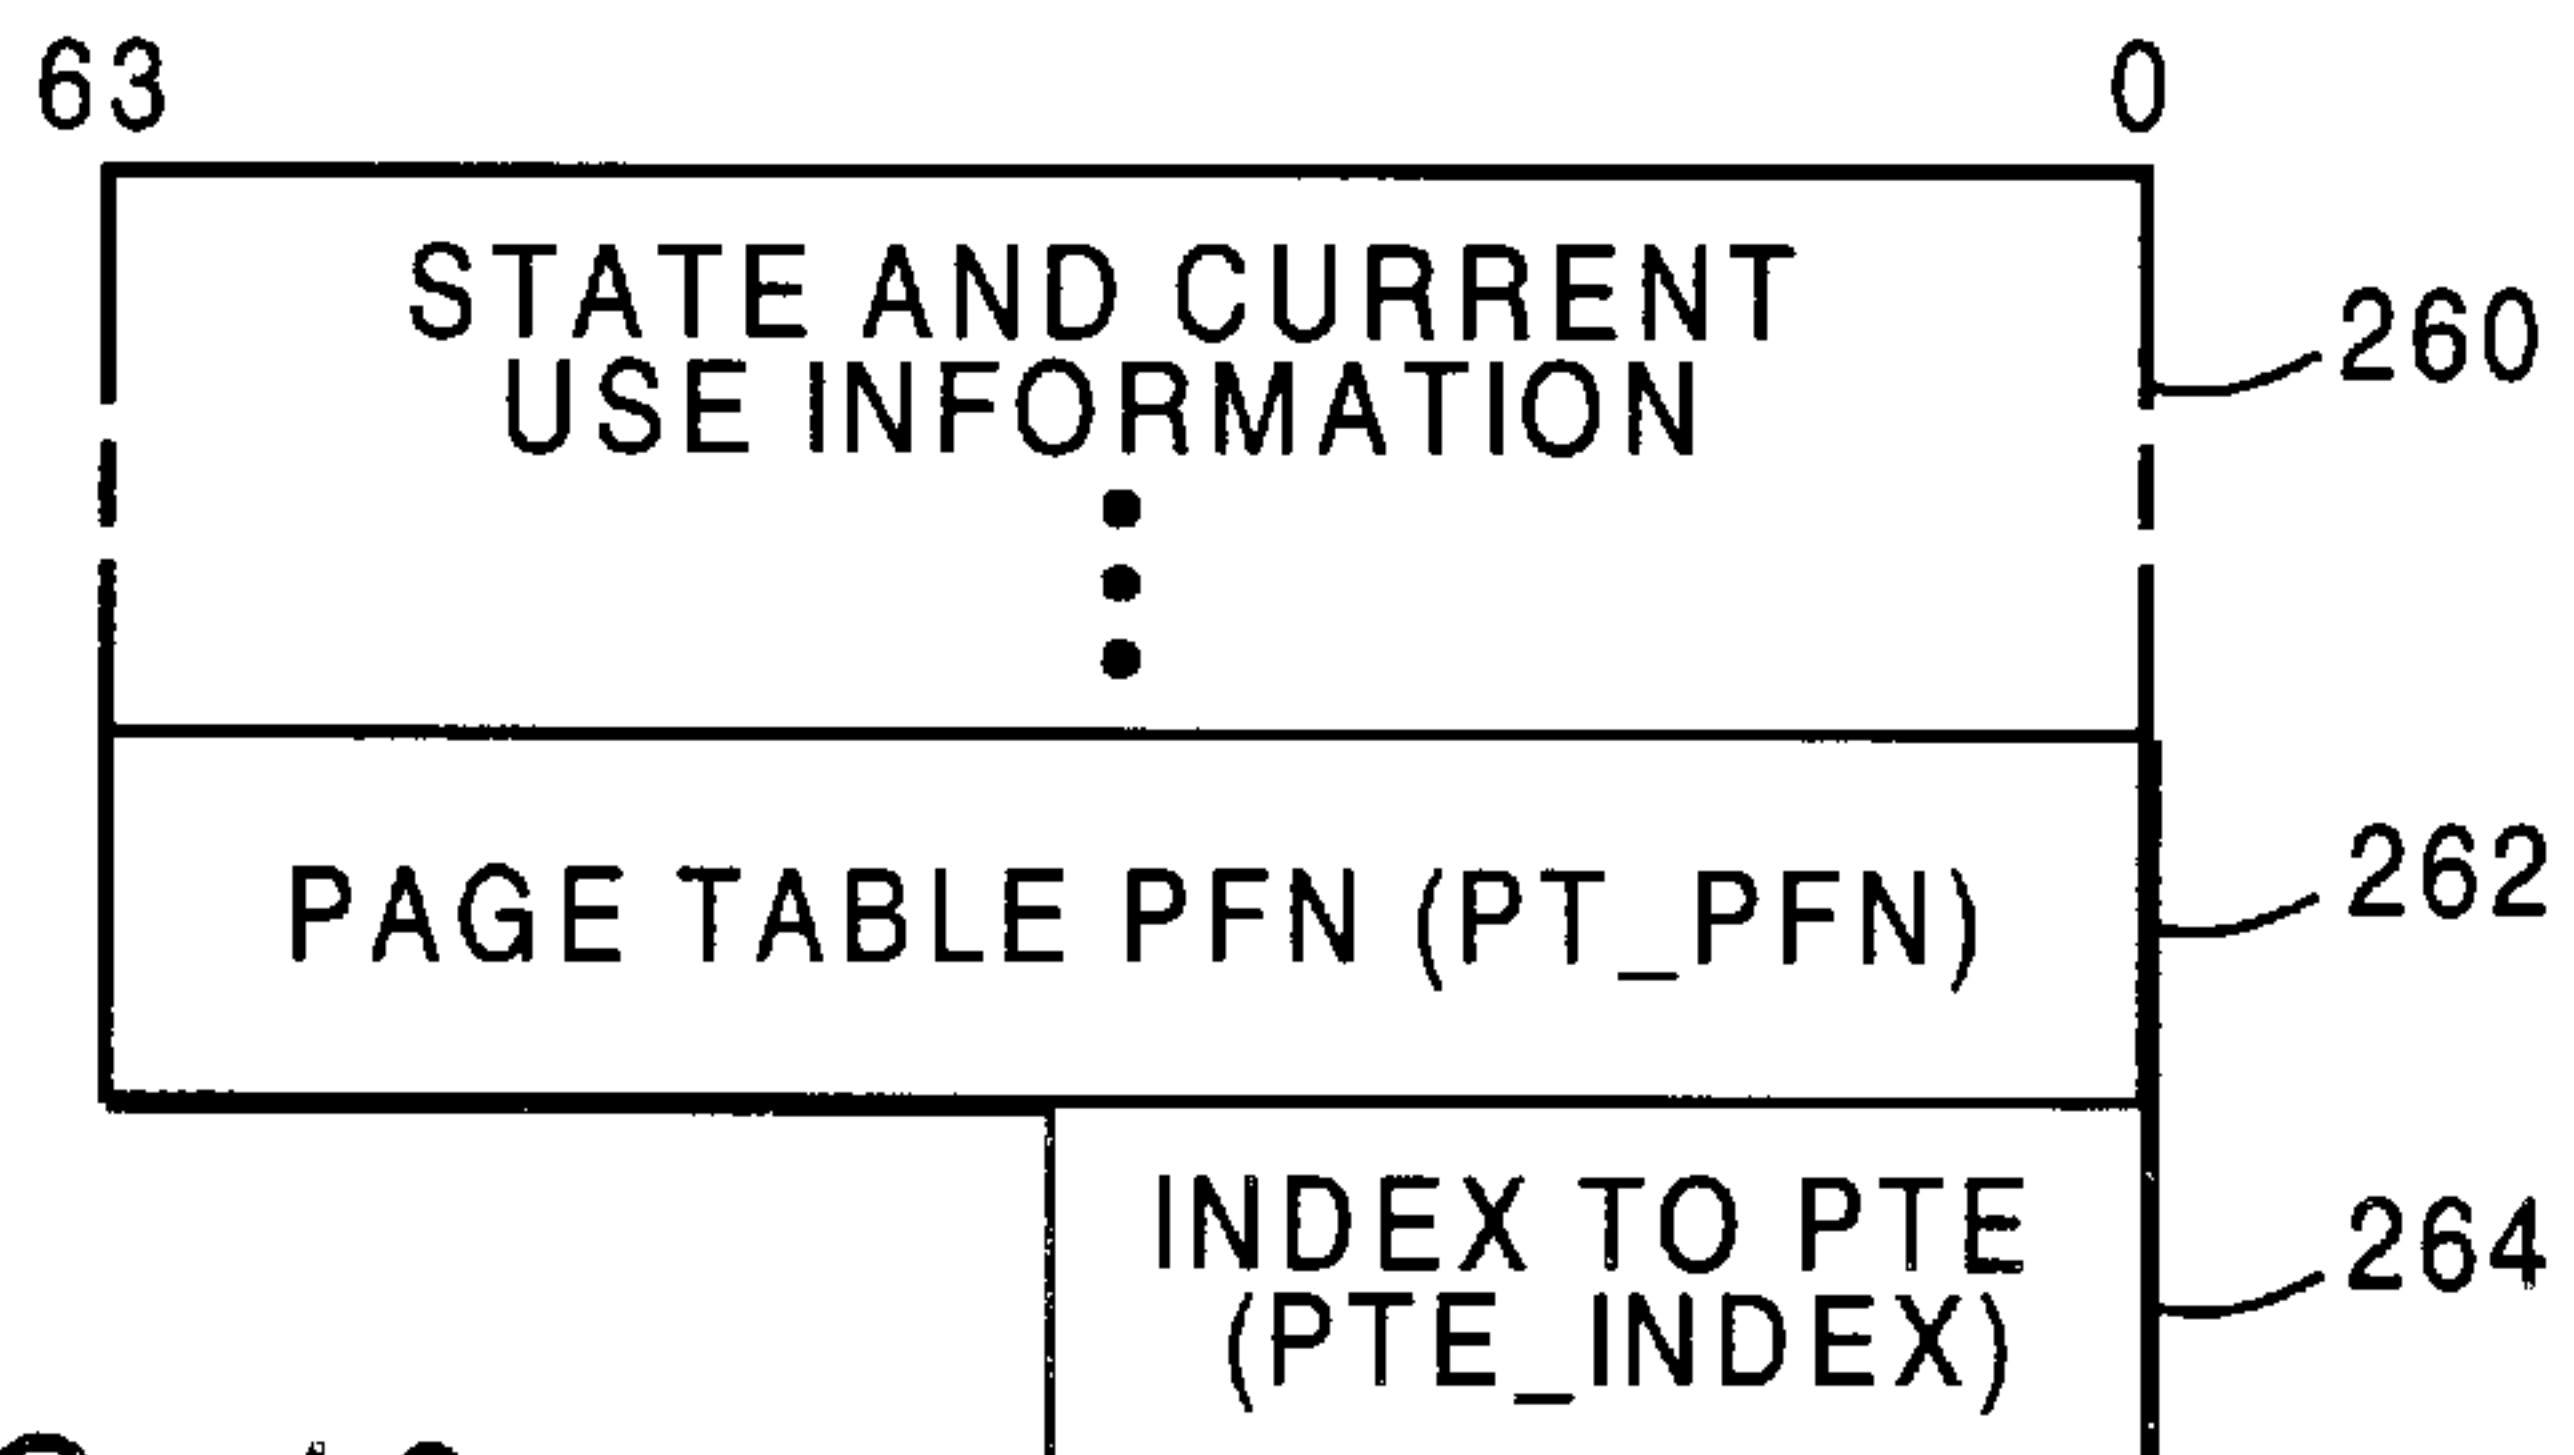 63 0
STATE AND CURRENT
USE INFORMATION
260
PAGE TABLE PFN (PT_PFN)
262
INDEX TO PTE
(PTE_INDEX)
264